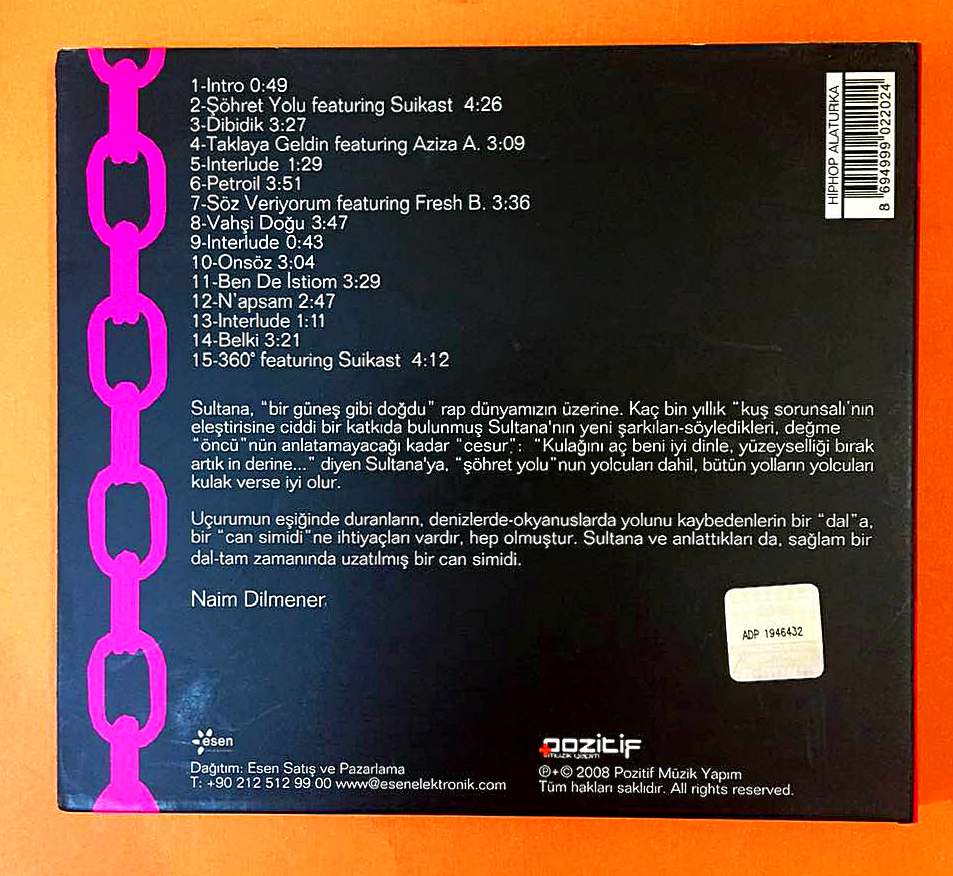 1-Intro 0:49
2-Şöhret Yolu featuring Suikast 4:26
3-Dibidik 3:27
4-Taklaya Geldin featuring Aziza A. 3:09
5-Interlude 1:29
6-Petroil 3:51
7-Söz Veriyorum featuring Fresh B. 3:36
8-Vahşi Doğu 3:47
9-Interlude 0:43
10-Onsöz 3:04
11-Ben De İstiom 3:29
12-N'apsam 2:47
13-Interlude 1:11
14-Belki 3:21
15-360° featuring Suikast 4:12
HIPHOP ALATURKA
8 694999 022024
Sultana, “bir güneş gibi doğdu” rap dünyamızın üzerine. Kaç bin yıllık “kuş sorunsalı'nın
eleştirisine ciddi bir katkıda bulunmuş Sultana'nın yeni şarkıları-söyledikleri, değme
“öncü”nün anlatamayacağı kadar “cesur”: “Kulağını aç beni iyi dinle, yüzeyselliği bırak
artık in derine...” diyen Sultana'ya, “şöhret yolu”nun yolcuları dahil, bütün yolların yolcuları
kulak verse iyi olur.
Uçurumun eşiğinde duranların, denizlerde-okyanuslarda yolunu kaybedenlerin bir “dal”a,
bir “can simidi”ne ihtiyaçları vardır, hep olmuştur. Sultana ve anlattıkları da, sağlam bir
dal-tam zamanında uzatılmış bir can simidi.
Naim Dilmener
ADP 1946432
esen
Dağıtım: Esen Satış ve Pazarlama
T: +90 212 512 99 00 www@esenelektronik.com
pozitif
müzik yapım
℗+© 2008 Pozitif Müzik Yapım
Tüm hakları saklıdır. All rights reserved.